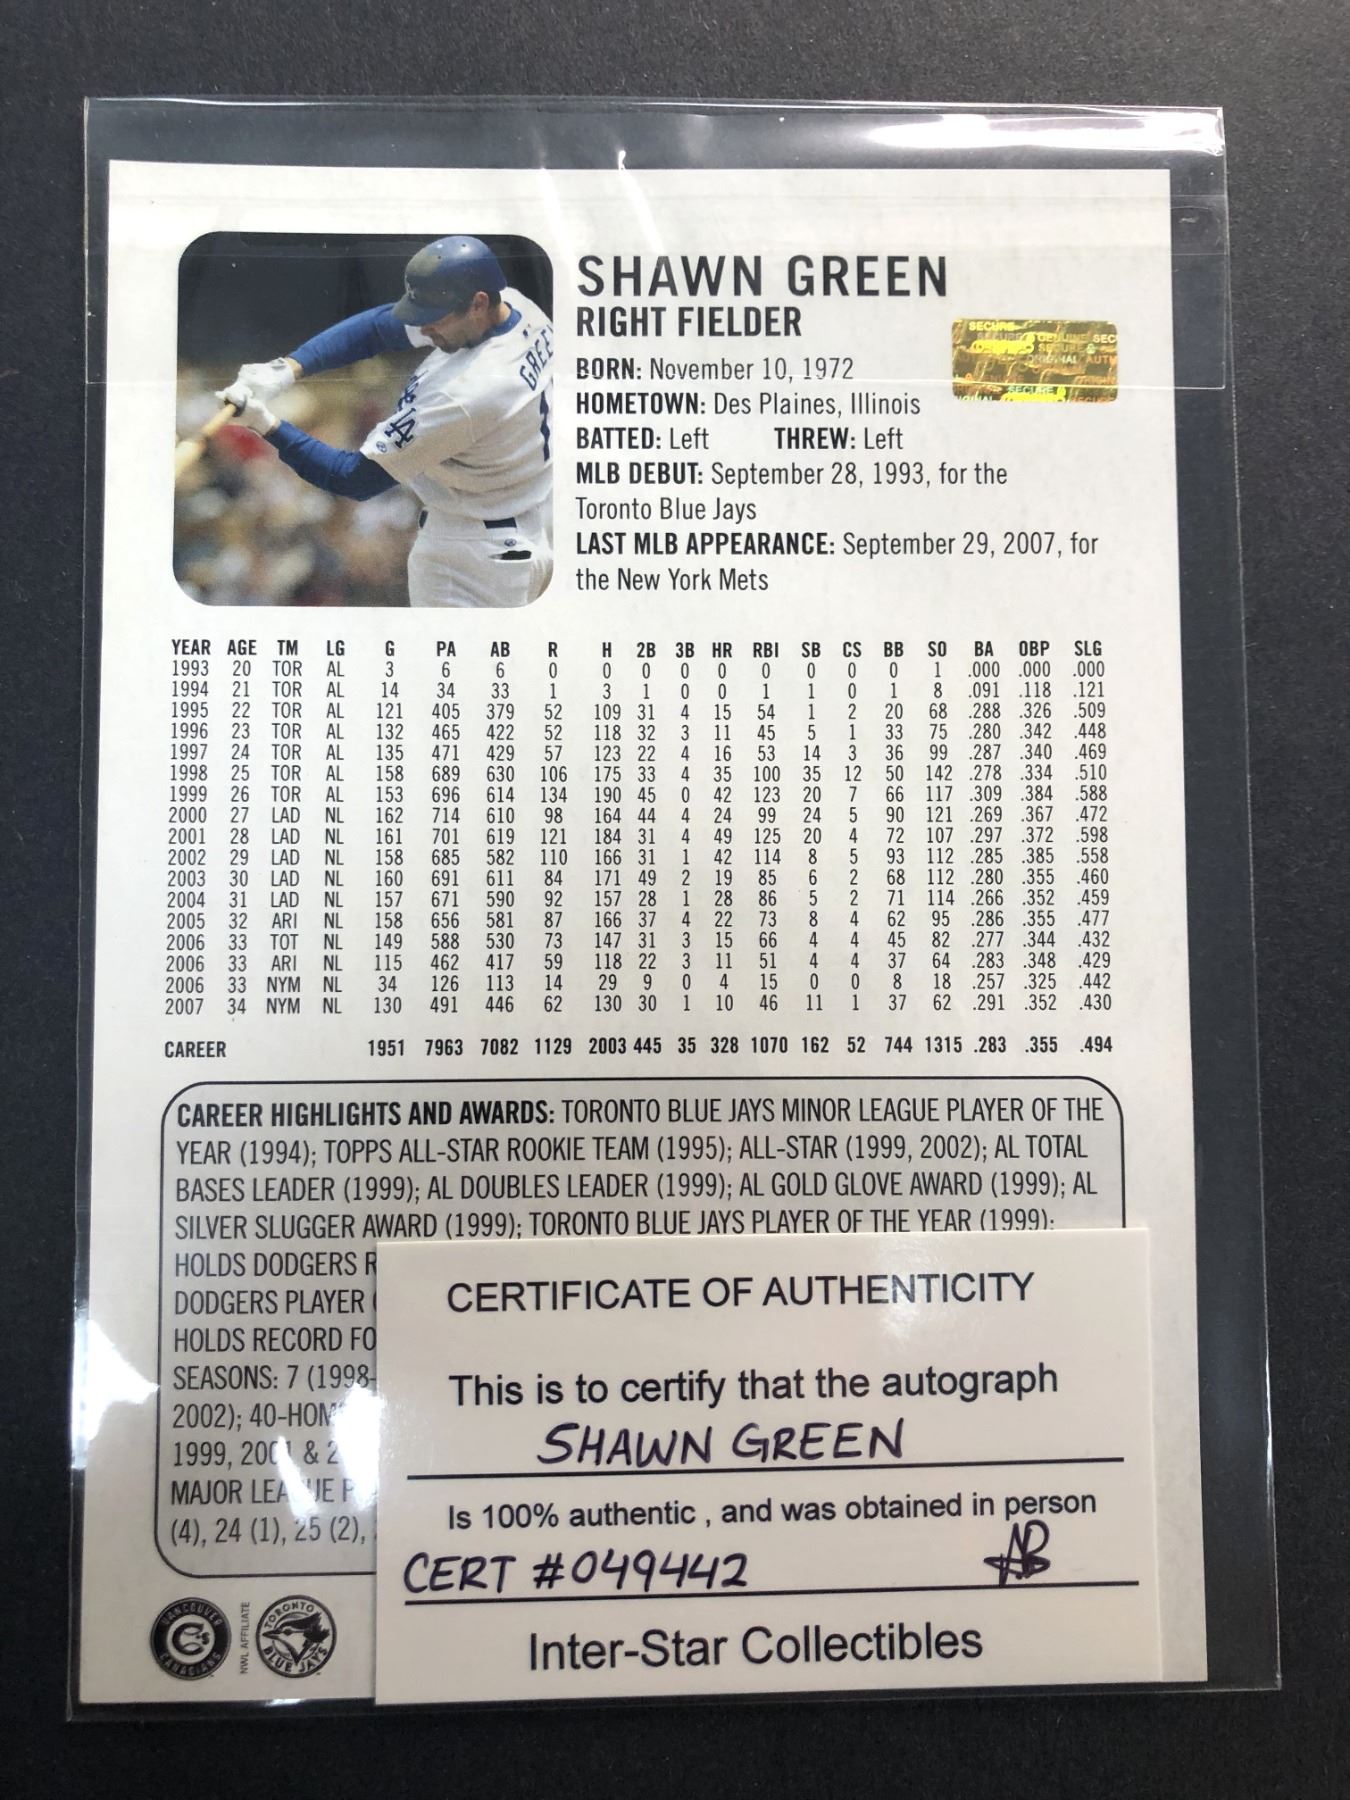 SHAWN GREEN
RIGHT FIELDER
BORN: November 10, 1972
HOMETOWN: Des Plaines, Illinois
BATTED: Left THREW: Left
MLB DEBUT: September 28, 1993, for the
Toronto Blue Jays
LAST MLB APPEARANCE: September 29, 2007, for
the New York Mets
YEAR AGE TM LG G PA AB R H 2B 3B HR RBI SB CS BB SO BA OBP SLG
1993 20 TOR AL 3 6 6 0 0 0 0 0 0 0 0 0 1 .000 .000 .000
1994 21 TOR AL 14 34 33 1 3 1 0 0 1 1 0 1 8 .091 .118 .121
1995 22 TOR AL 121 405 379 52 109 31 4 15 54 1 2 20 68 .288 .326 .509
1996 23 TOR AL 132 465 422 52 118 32 3 11 45 5 1 33 75 .280 .342 .448
1997 24 TOR AL 135 471 429 57 123 22 4 16 53 14 3 36 99 .287 .340 .469
1998 25 TOR AL 158 689 630 106 175 33 4 35 100 35 12 50 142 .278 .334 .510
1999 26 TOR AL 153 696 614 134 190 45 0 42 123 20 7 66 117 .309 .384 .588
2000 27 LAD NL 162 714 610 98 164 44 4 24 99 24 5 90 121 .269 .367 .472
2001 28 LAD NL 161 701 619 121 184 31 4 49 125 20 4 72 107 .297 .372 .598
2002 29 LAD NL 158 685 582 110 166 31 1 42 114 8 5 93 112 .285 .385 .558
2003 30 LAD NL 160 691 611 84 171 49 2 19 85 6 2 68 112 .280 .355 .460
2004 31 LAD NL 157 671 590 92 157 28 1 28 86 5 2 71 114 .266 .352 .459
2005 32 ARI NL 158 656 581 87 166 37 4 22 73 8 4 62 95 .286 .355 .477
2006 33 TOT NL 149 588 530 73 147 31 3 15 66 4 4 45 82 .277 .344 .432
2006 33 ARI NL 115 462 417 59 118 22 3 11 51 4 4 37 64 .283 .348 .429
2006 33 NYM NL 34 126 113 14 29 9 0 4 15 0 0 8 18 .257 .325 .442
2007 34 NYM NL 130 491 446 62 130 30 1 10 46 11 1 37 62 .291 .352 .430
CAREER 1951 7963 7082 1129 2003 445 35 328 1070 162 52 744 1315 .283 .355 .494
CAREER HIGHLIGHTS AND AWARDS: TORONTO BLUE JAYS MINOR LEAGUE PLAYER OF THE
YEAR (1994); TOPPS ALL-STAR ROOKIE TEAM (1995); ALL-STAR (1999, 2002); AL TOTAL
BASES LEADER (1999); AL DOUBLES LEADER (1999); AL GOLD GLOVE AWARD (1999); AL
SILVER SLUGGER AWARD (1999); TORONTO BLUE JAYS PLAYER OF THE YEAR (1999);
HOLDS DODGERS
DODGERS PLAYER
HOLDS RECORD
SEASONS: 7 (1998-
2002);
1999, & 2
MAJOR
(4), 24 (1), 25 (2),
CERTIFICATE OF AUTHENTICITY
This is to certify that the autograph
SHAWN GREEN
Is 100% authentic , and was obtained in person
CERT #049442 AB
Inter-Star Collectibles
VANCOUVER
CANADIANS
NWL AFFILIATE
TORONTO
BLUE JAYS